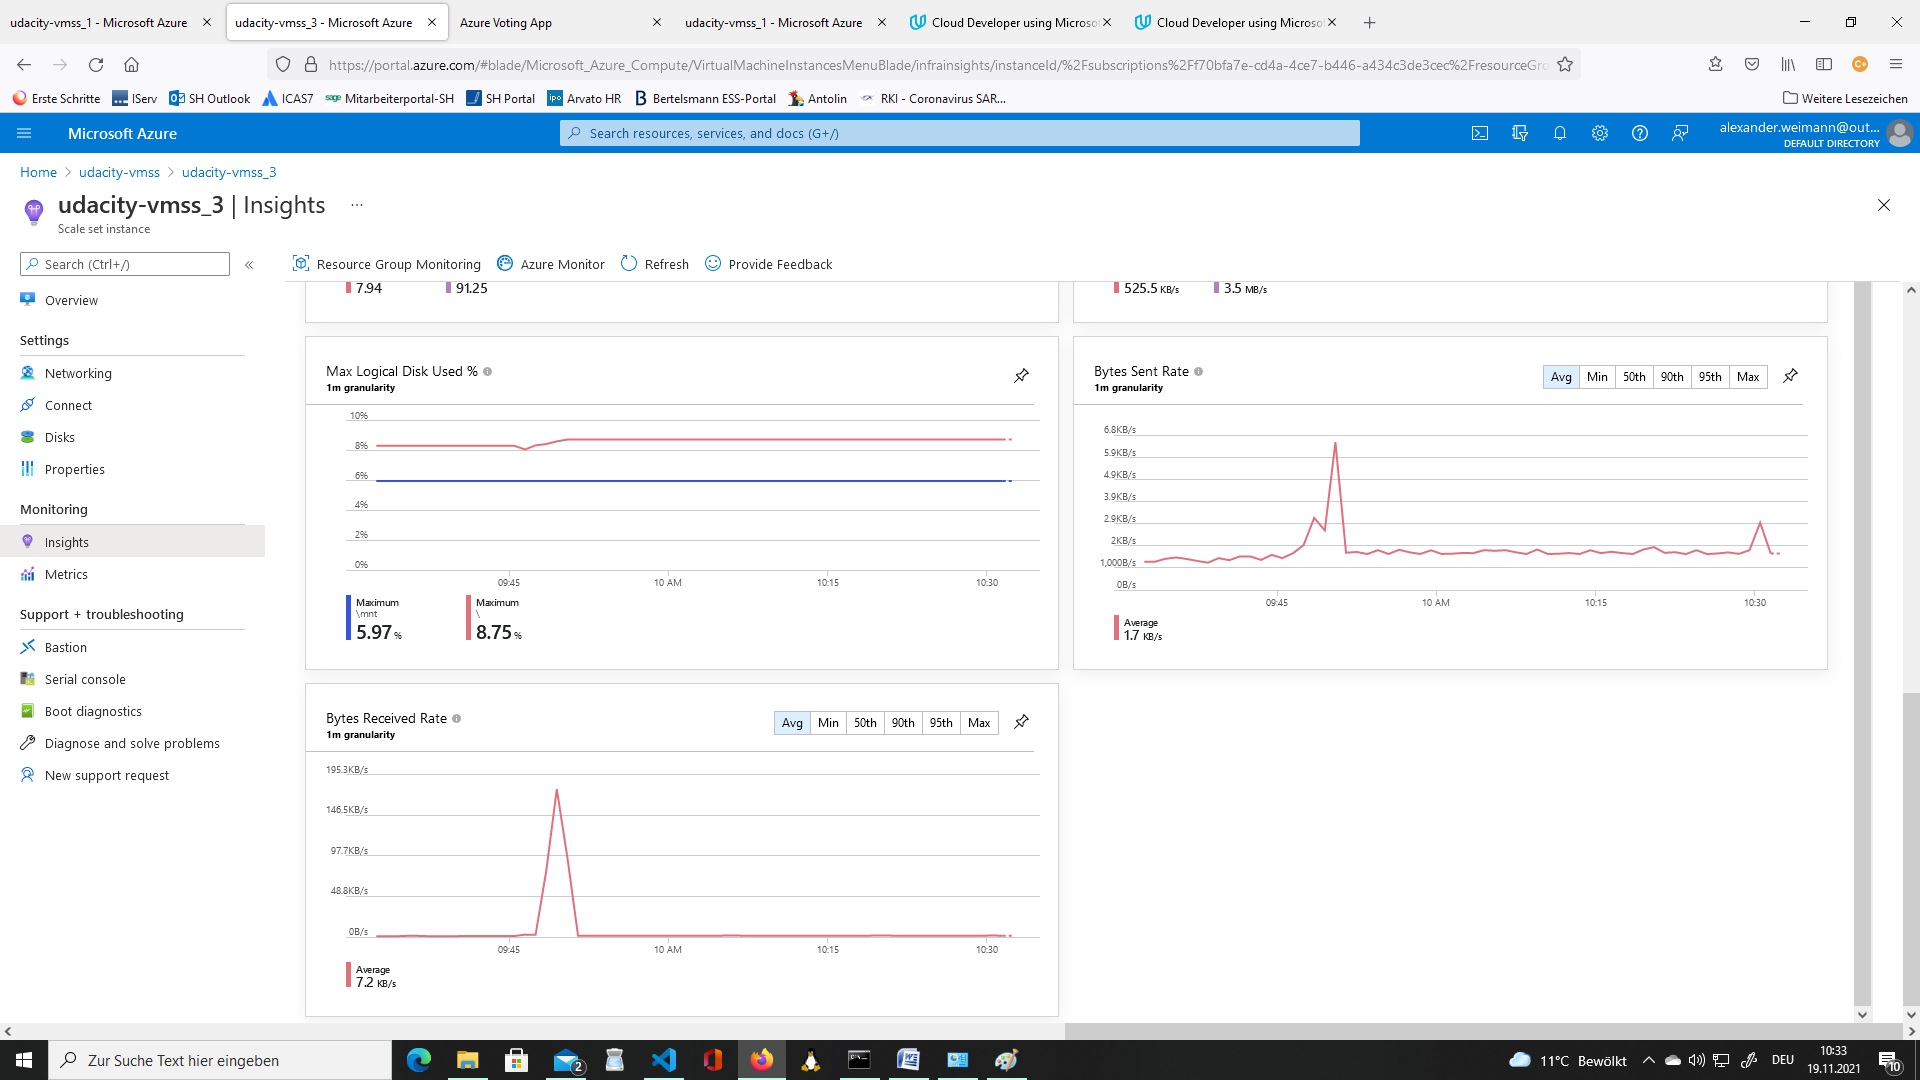 udacity-vmss_1 - Microsoft Azure
udacity-vmss_3 - Microsoft Azure
Azure Voting App
udacity-vmss_1 - Microsoft Azure
Cloud Developer using Microso
Cloud Developer using Microso
https://portal.azure.com/#blade/Microsoft_Azure_Compute/VirtualMachineInstancesMenuBlade/infrainsights/instanceId/%2Fsubscriptions%2Ff70bfa7e-cd4a-4ce7-b446-a434c3de3cec%2FresourceGro
Erste Schritte
IServ
SH Outlook
ICAS7
Mitarbeiterportal-SH
SH Portal
Arvato HR
Bertelsmann ESS-Portal
Antolin
RKI - Coronavirus SAR...
Weitere Lesezeichen
Microsoft Azure
Search resources, services, and docs (G+/)
alexander.weimann@out...
DEFAULT DIRECTORY
Home > udacity-vmss > udacity-vmss_3
udacity-vmss_3 | Insights ...
Scale set instance
Search (Ctrl+/)
«
Resource Group Monitoring
Azure Monitor
Refresh
Provide Feedback
Overview
Settings
Networking
Connect
Disks
Properties
Monitoring
Insights
Metrics
Support + troubleshooting
Bastion
Serial console
Boot diagnostics
Diagnose and solve problems
New support request
7.94
91.25
525.5 KB/s
3.5 MB/s
Max Logical Disk Used %
1m granularity
10%
8%
6%
4%
2%
0%
09:45
10 AM
10:15
10:30
Maximum
\mnt
5.97 %
Maximum
\
8.75 %
Bytes Sent Rate
1m granularity
Avg
Min
50th
90th
95th
Max
6.8KB/s
5.9KB/s
4.9KB/s
3.9KB/s
2.9KB/s
2KB/s
1,000B/s
0B/s
09:45
10 AM
10:15
10:30
Average
1.7 KB/s
Bytes Received Rate
1m granularity
Avg
Min
50th
90th
95th
Max
195.3KB/s
146.5KB/s
97.7KB/s
48.8KB/s
0B/s
09:45
10 AM
10:15
10:30
Average
7.2 KB/s
Zur Suche Text hier eingeben
2
11°C Bewölkt
DEU
10:33
19.11.2021
10